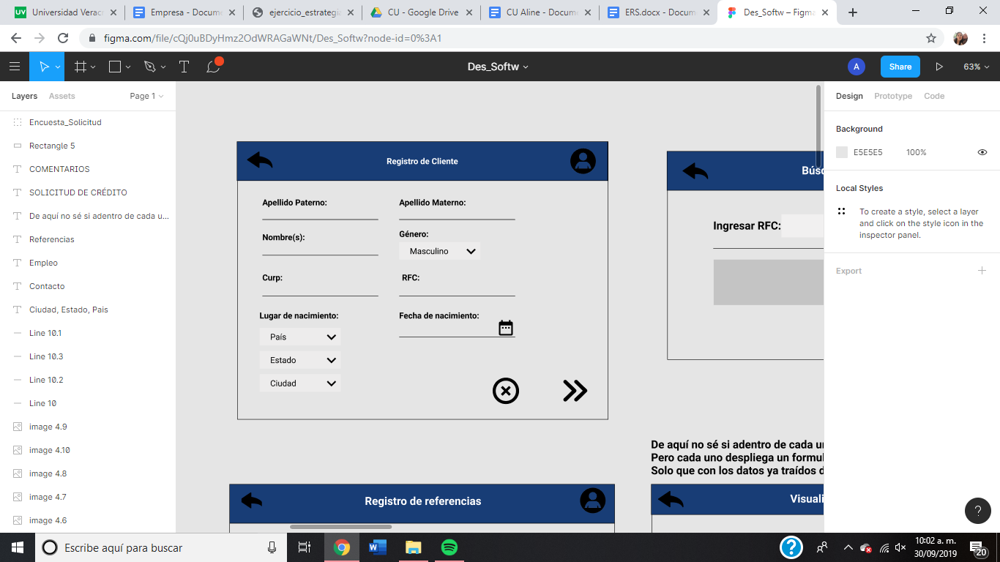 Universidad Verac
Empresa - Docume
ejercicio_estrategia
CU - Google Drive
CU Aline - Docume
ERS.docx - Docum
Des_Softw – Figma
figma.com/file/cQj0uBDyHmz2OdWRAGaWNt/Des_Softw?node-id=0%3A1
Des_Softw
A
Share
63%
Layers
Assets
Page 1
Encuesta_Solicitud
Rectangle 5
COMENTARIOS
SOLICITUD DE CRÉDITO
De aquí no sé si adentro de cada u...
Referencias
Empleo
Contacto
Ciudad, Estado, Pais
Line 10.1
Line 10.3
Line 10.2
Line 10
image 4.9
image 4.10
image 4.8
image 4.7
image 4.6
Registro de Cliente
Apellido Paterno:
Apellido Materno:
Nombre(s):
Género:
Masculino
Curp:
RFC:
Lugar de nacimiento:
Fecha de nacimiento:
País
Estado
Ciudad
Búsc
Ingresar RFC:
De aquí no sé si adentro de cada u
Pero cada uno despliega un formul
Solo que con los datos ya traídos d
Registro de referencias
Visuali
Design
Prototype
Code
Background
E5E5E5
100%
Local Styles
To create a style, select a layer
and click on the style icon in the
inspector panel.
Export
?
Escribe aquí para buscar
10:02 a. m.
30/09/2019
20